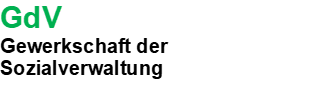 GdV
Gewerkschaft der
Sozialverwaltung